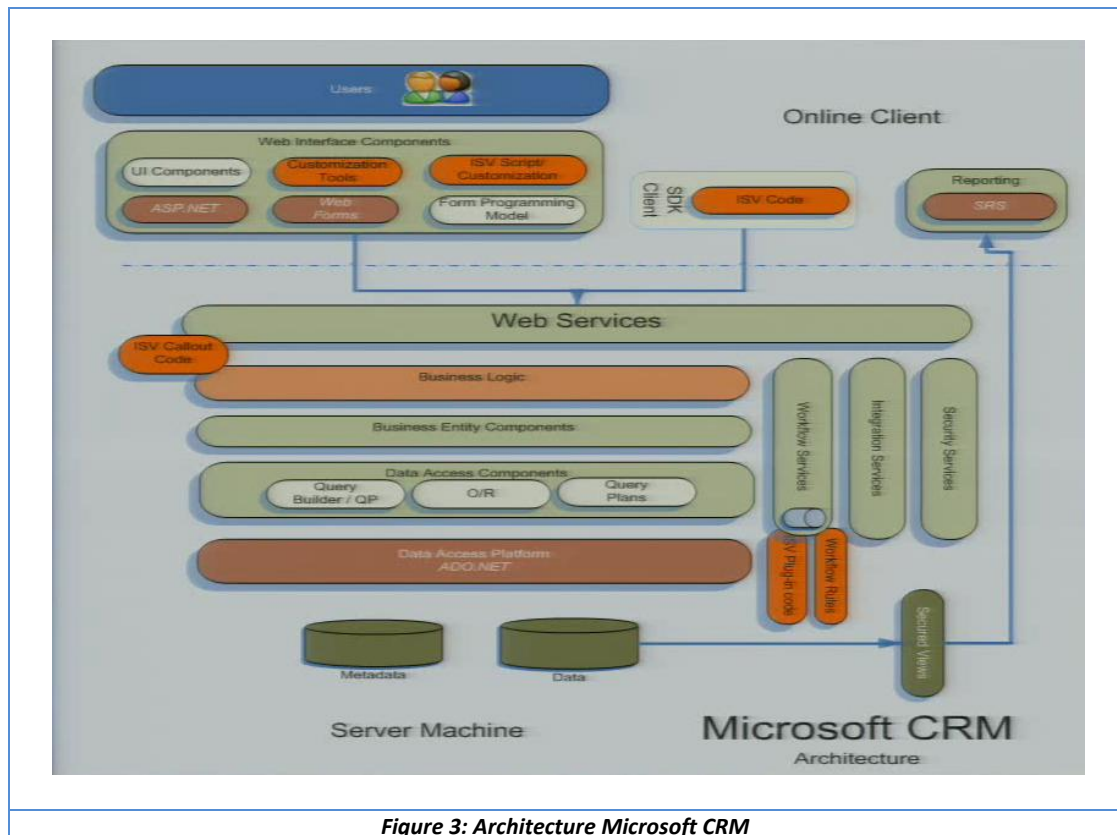 Users
Online Client
Web Interface Components
UI Components
Customization
Tools
ISV Script/
Customization
ASP.NET
Web
Forms
Form Programming
Model
SDK
Client
ISV Code
Reporting
SRS
Web Services
ISV Callout
Code
Business Logic
Business Entity Components
Data Access Components
Query
Builder / QP
O/R
Query
Plans
Data Access Platform
ADO.NET
Workflow Services
Integration Services
Security Services
ISV Plug-in code
Workflow Rules
Secured Views
Metadata
Data
Server Machine
Microsoft CRM
Architecture
Figure 3: Architecture Microsoft CRM